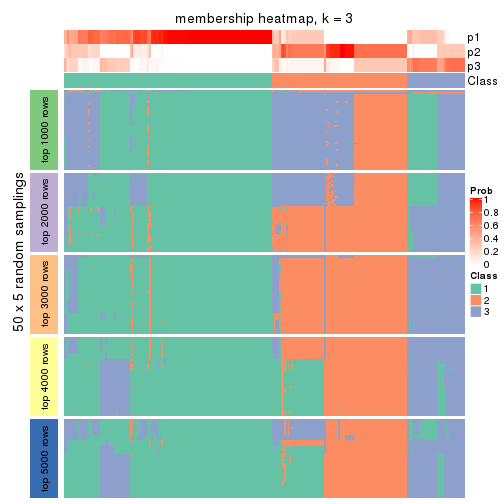 membership heatmap, k = 3
p1
p2
p3
Class
50 x 5 random samplings
top 1000 rows
top 2000 rows
top 3000 rows
top 4000 rows
top 5000 rows
Prob
1
0.8
0.6
0.4
0.2
0
Class
1
2
3